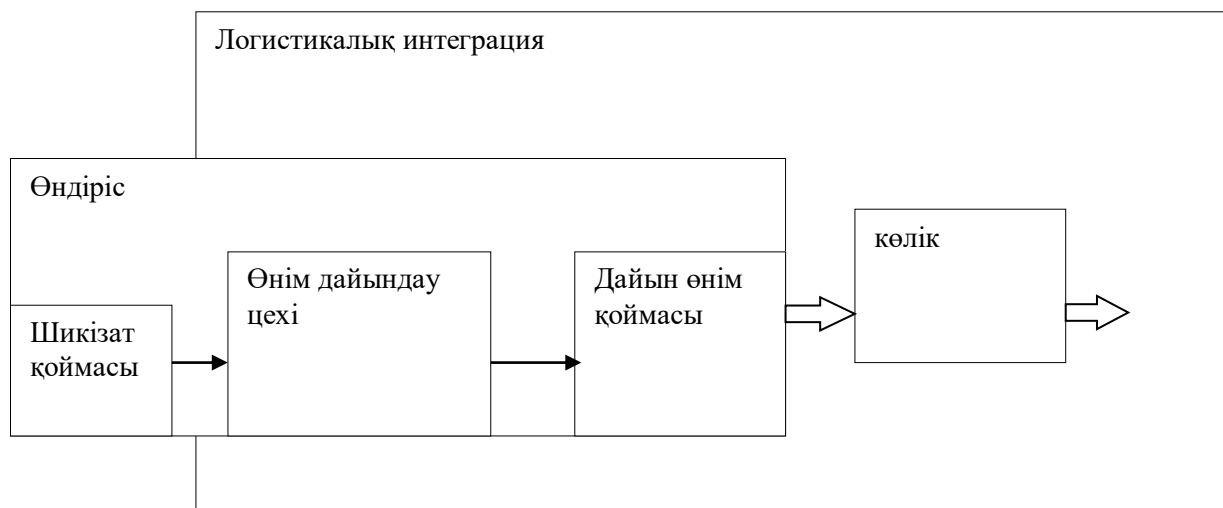 Логистикалық интеграция
Өндіріс
көлік
Өнім дайындау
цехі
Дайын өнім
қоймасы
Шикізат
қоймасы